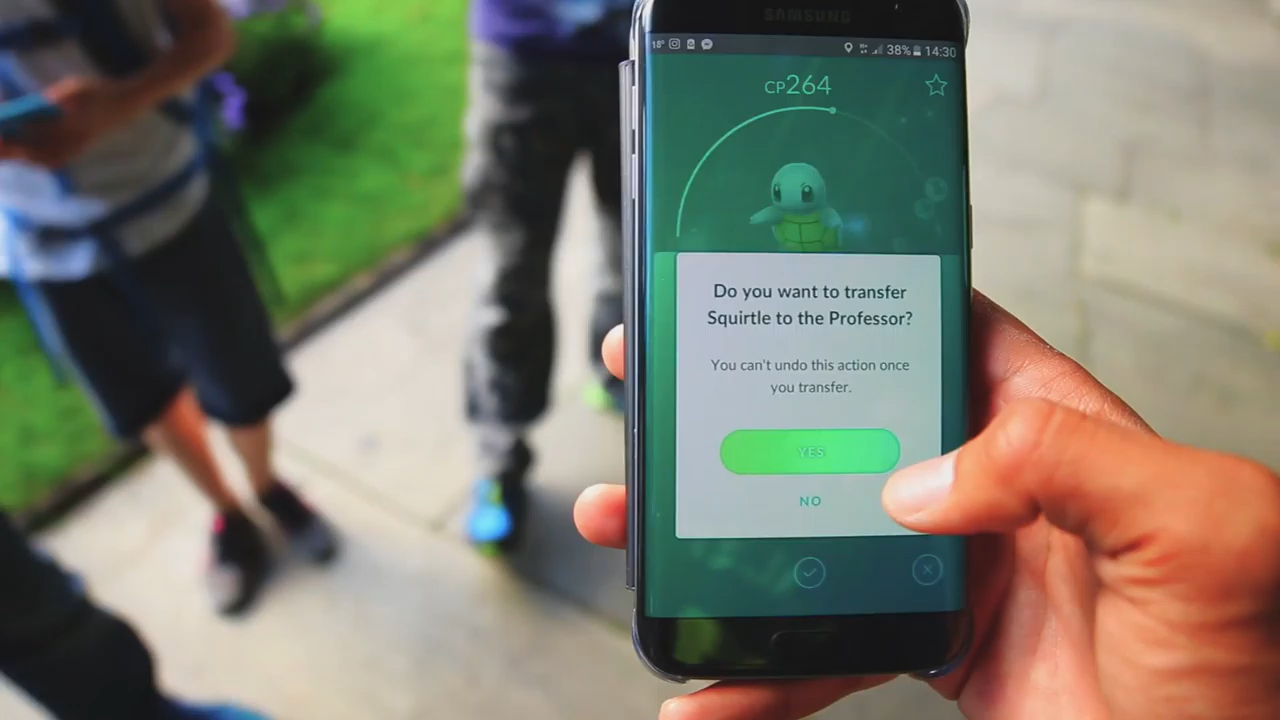 SAMSUNG
18° 38% 14:30
CP264
Do you want to transfer
Squirtle to the Professor?
You can't undo this action once
you transfer.
YES
NO